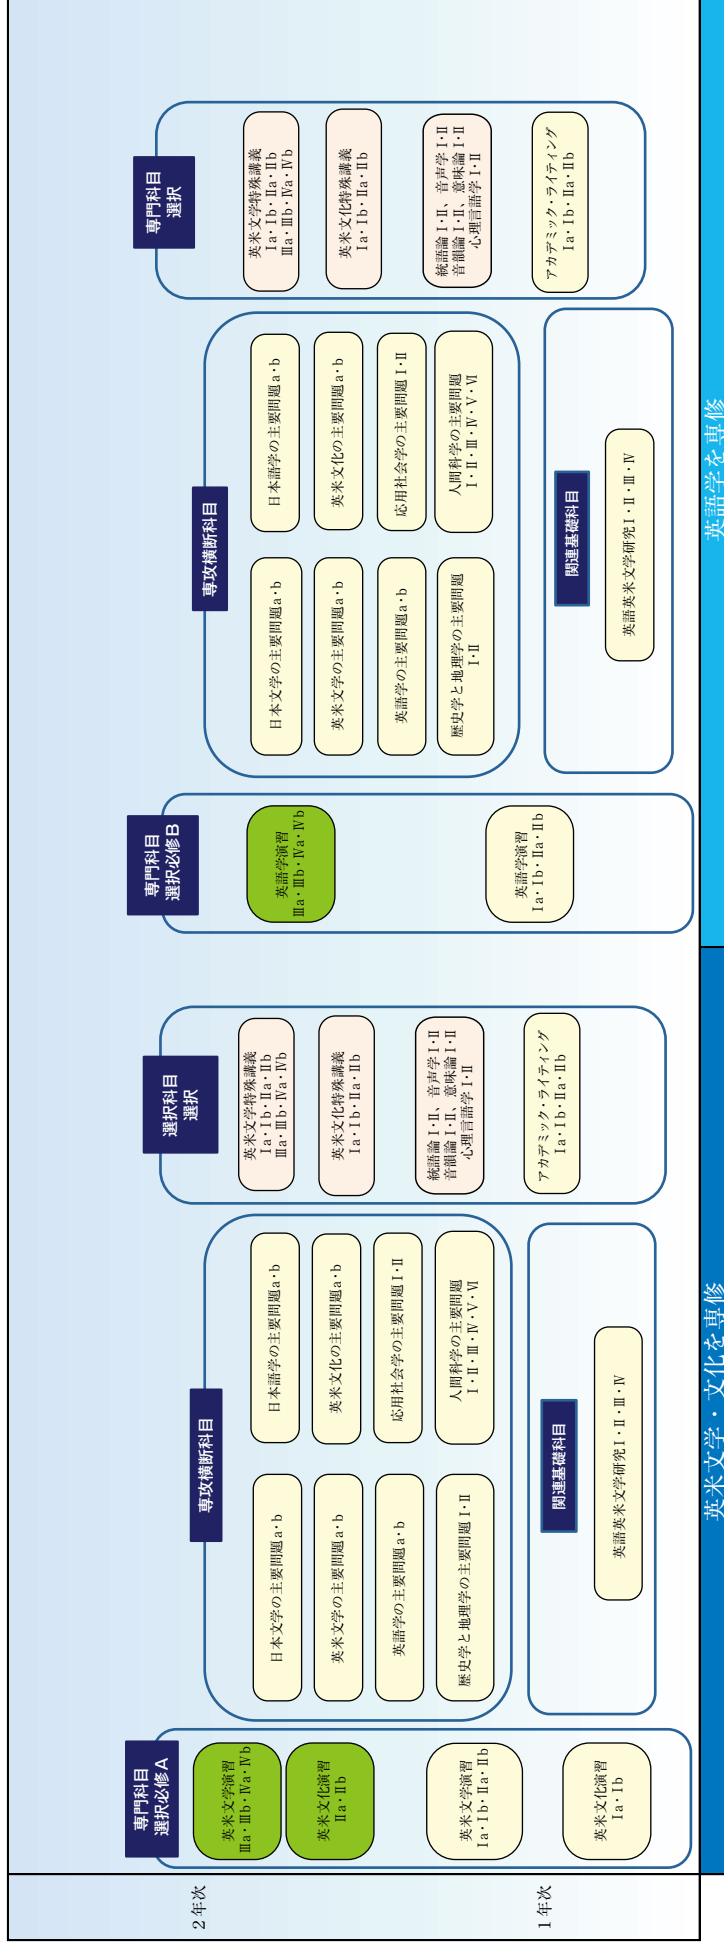 2年次
1年次
専門科目
選択必修A
英米文学演習
Ⅲa・Ⅲb・Ⅳa・Ⅳb
英米文化演習
Ⅱa・Ⅱb
英米文学演習
Ⅰa・Ⅰb・Ⅱa・Ⅱb
英米文化演習
Ⅰa・Ⅰb
専攻横断科目
日本文学の主要問題a・b
日本語学の主要問題a・b
英米文学の主要問題a・b
英米文化の主要問題a・b
英語学の主要問題a・b
応用社会学の主要問題Ⅰ・Ⅱ
歴史学と地理学の主要問題Ⅰ・Ⅱ
人間科学の主要問題
Ⅰ・Ⅱ・Ⅲ・Ⅳ・Ⅴ・Ⅵ
関連基礎科目
英語英米文学研究Ⅰ・Ⅱ・Ⅲ・Ⅳ
選択科目
選択
英米文学特殊講義
Ⅰa・Ⅰb・Ⅱa・Ⅱb
Ⅲa・Ⅲb・Ⅳa・Ⅳb
英米文化特殊講義
Ⅰa・Ⅰb・Ⅱa・Ⅱb
統語論Ⅰ・Ⅱ、音声学Ⅰ・Ⅱ
音韻論Ⅰ・Ⅱ、意味論Ⅰ・Ⅱ
心理言語学Ⅰ・Ⅱ
アカデミック・ライティング
Ⅰa・Ⅰb・Ⅱa・Ⅱb
英米文学・文化を専修
専門科目
選択必修B
英語学演習
Ⅲa・Ⅲb・Ⅳa・Ⅳb
英語学演習
Ⅰa・Ⅰb・Ⅱa・Ⅱb
専攻横断科目
日本文学の主要問題a・b
日本語学の主要問題a・b
英米文学の主要問題a・b
英米文化の主要問題a・b
英語学の主要問題a・b
応用社会学の主要問題Ⅰ・Ⅱ
歴史学と地理学の主要問題
Ⅰ・Ⅱ
人間科学の主要問題
Ⅰ・Ⅱ・Ⅲ・Ⅳ・Ⅴ・Ⅵ
関連基礎科目
英語英米文学研究Ⅰ・Ⅱ・Ⅲ・Ⅳ
専門科目
選択
英米文学特殊講義
Ⅰa・Ⅰb・Ⅱa・Ⅱb
Ⅲa・Ⅲb・Ⅳa・Ⅳb
英米文化特殊講義
Ⅰa・Ⅰb・Ⅱa・Ⅱb
統語論Ⅰ・Ⅱ、音声学Ⅰ・Ⅱ
音韻論Ⅰ・Ⅱ、意味論Ⅰ・Ⅱ
心理言語学Ⅰ・Ⅱ
アカデミック・ライティング
Ⅰa・Ⅰb・Ⅱa・Ⅱb
英語学を専修